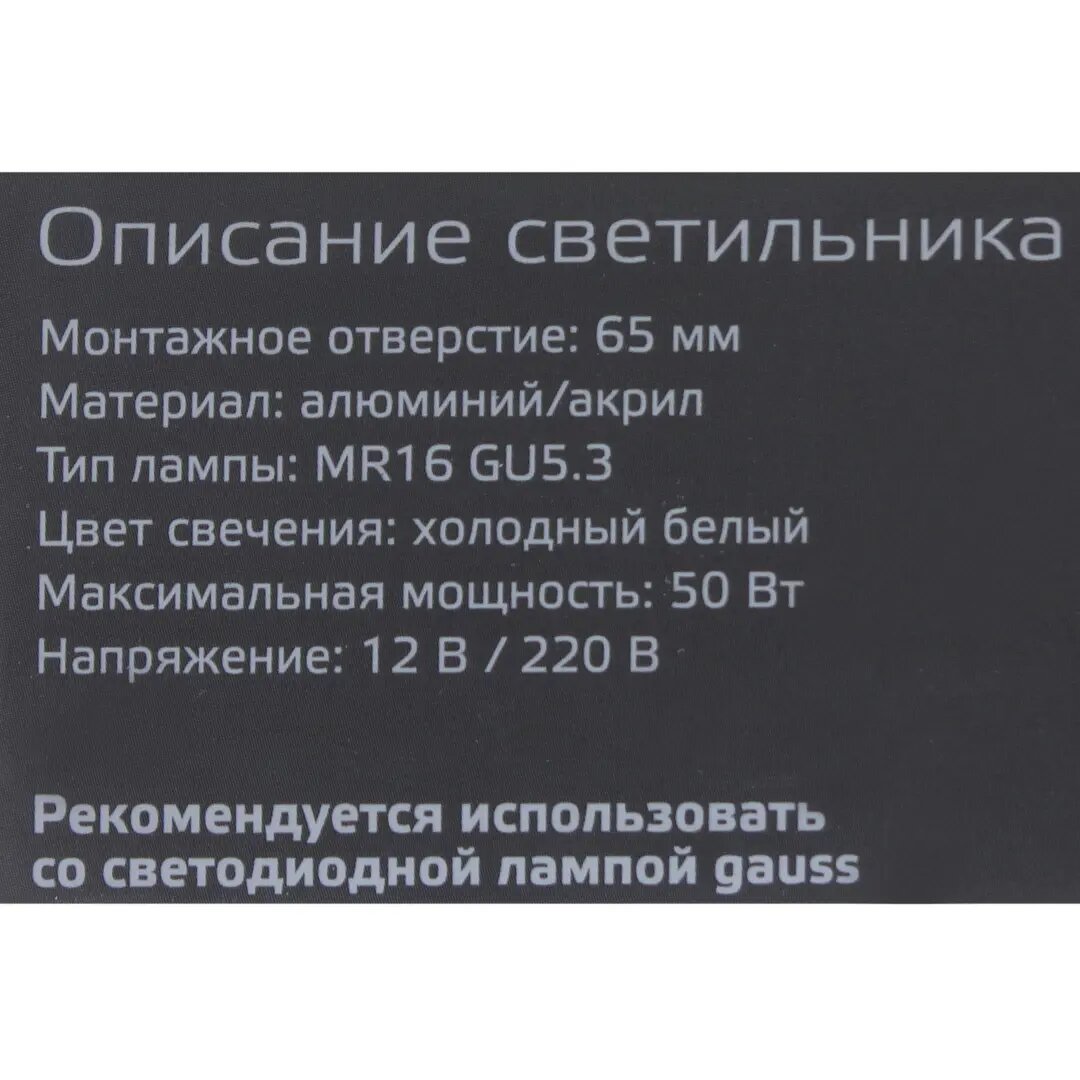 Описание светильника
Монтажное отверстие: 65 мм
Материал: алюминий/акрил
Тип лампы: MR16 GU5.3
Цвет свечения: холодный белый
Максимальная мощность: 50 Вт
Напряжение: 12 В / 220 В
Рекомендуется использовать
со светодиодной лампой gauss